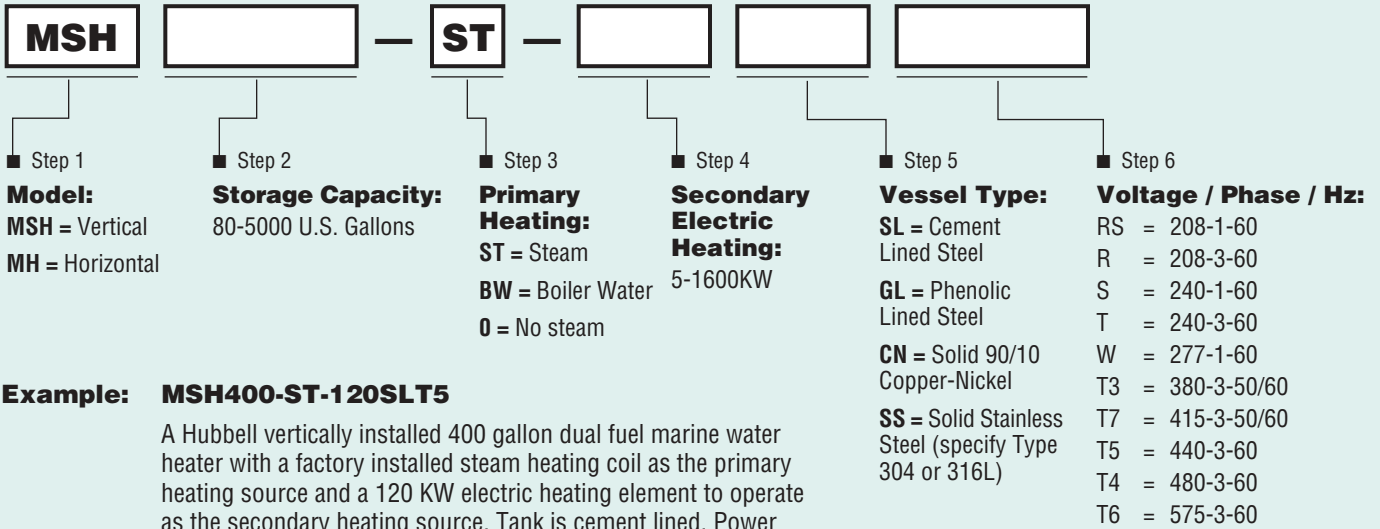 MSH — ST —
■ Step 1
Model:
MSH = Vertical
MH = Horizontal
■ Step 2
Storage Capacity:
80-5000 U.S. Gallons
■ Step 3
Primary
Heating:
ST = Steam
BW = Boiler Water
0 = No steam
■ Step 4
Secondary
Electric
Heating:
5-1600KW
■ Step 5
Vessel Type:
SL = Cement
Lined Steel
GL = Phenolic
Lined Steel
CN = Solid 90/10
Copper-Nickel
SS = Solid Stainless
Steel (specify Type
304 or 316L)
■ Step 6
Voltage / Phase / Hz:
RS = 208-1-60
R = 208-3-60
S = 240-1-60
T = 240-3-60
W = 277-1-60
T3 = 380-3-50/60
T7 = 415-3-50/60
T5 = 440-3-60
T4 = 480-3-60
T6 = 575-3-60
Example: MSH400-ST-120SLT5
A Hubbell vertically installed 400 gallon dual fuel marine water
heater with a factory installed steam heating coil as the primary
heating source and a 120 KW electric heating element to operate
as the secondary heating source. Tank is cement lined. Power